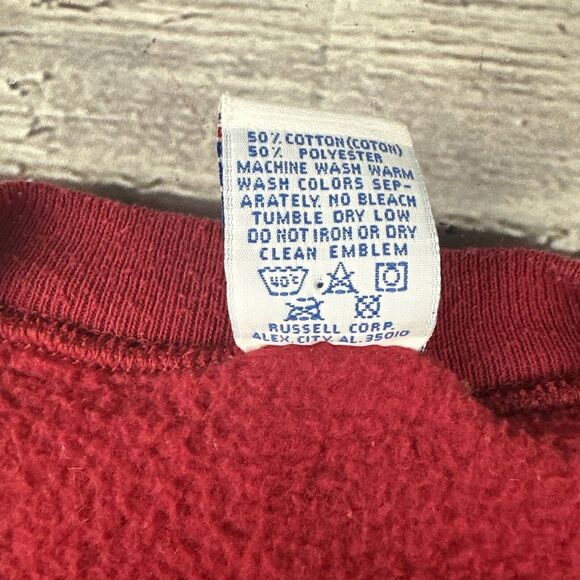 50% COTTON(COTON)
50% POLYESTER
MACHINE WASH WARM
WASH COLORS SEP-
ARATELY. NO BLEACH
TUMBLE DRY LOW
DO NOT IRON OR DRY
CLEAN EMBLEM
40°C A
RUSSELL CORP.
ALEX. CITY, AL. 35010